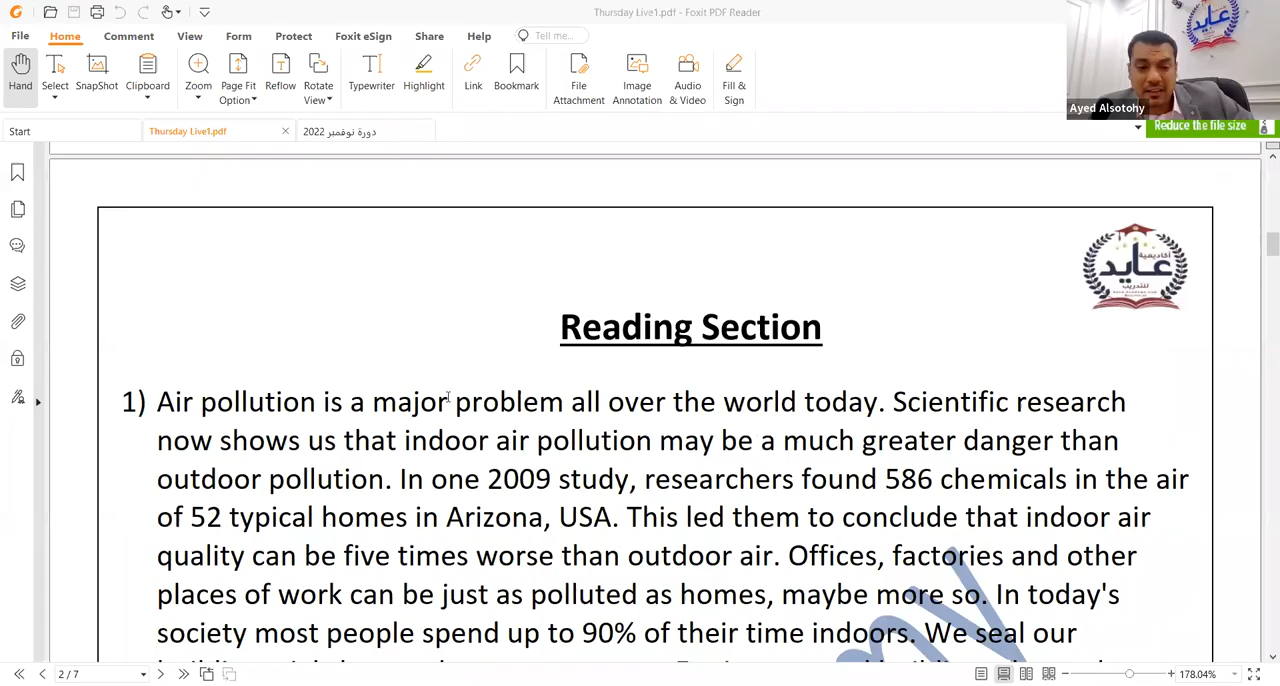 Thursday Live1.pdf - Foxit PDF Reader
File Home Comment View Form Protect Foxit eSign Share Help Tell me...
Hand Select SnapShot Clipboard Zoom Page Fit Option Reflow Rotate View Typewriter Highlight Link Bookmark File Attachment Image Annotation Audio & Video Fill & Sign
Ayed Alsotohy
عايد
Start Thursday Live1.pdf دورة نوفمبر 2022
Reduce the file size
أكاديمية
عايد
للتدريب
Reading Section
1) Air pollution is a major problem all over the world today. Scientific research
now shows us that indoor air pollution may be a much greater danger than
outdoor pollution. In one 2009 study, researchers found 586 chemicals in the air
of 52 typical homes in Arizona, USA. This led them to conclude that indoor air
quality can be five times worse than outdoor air. Offices, factories and other
places of work can be just as polluted as homes, maybe more so. In today's
society most people spend up to 90% of their time indoors. We seal our
2 / 7
178.04%